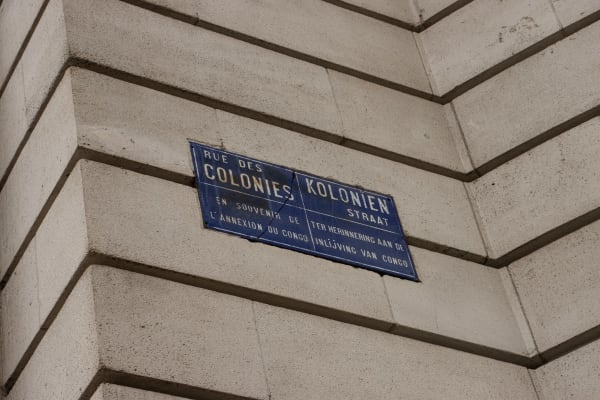 RUE DES
COLONIES
EN SOUVENIR DE
L'ANNEXION DU CONGO
KOLONIEN
STRAAT
TER HERINNERING AAN DE
INLIJVING VAN CONGO